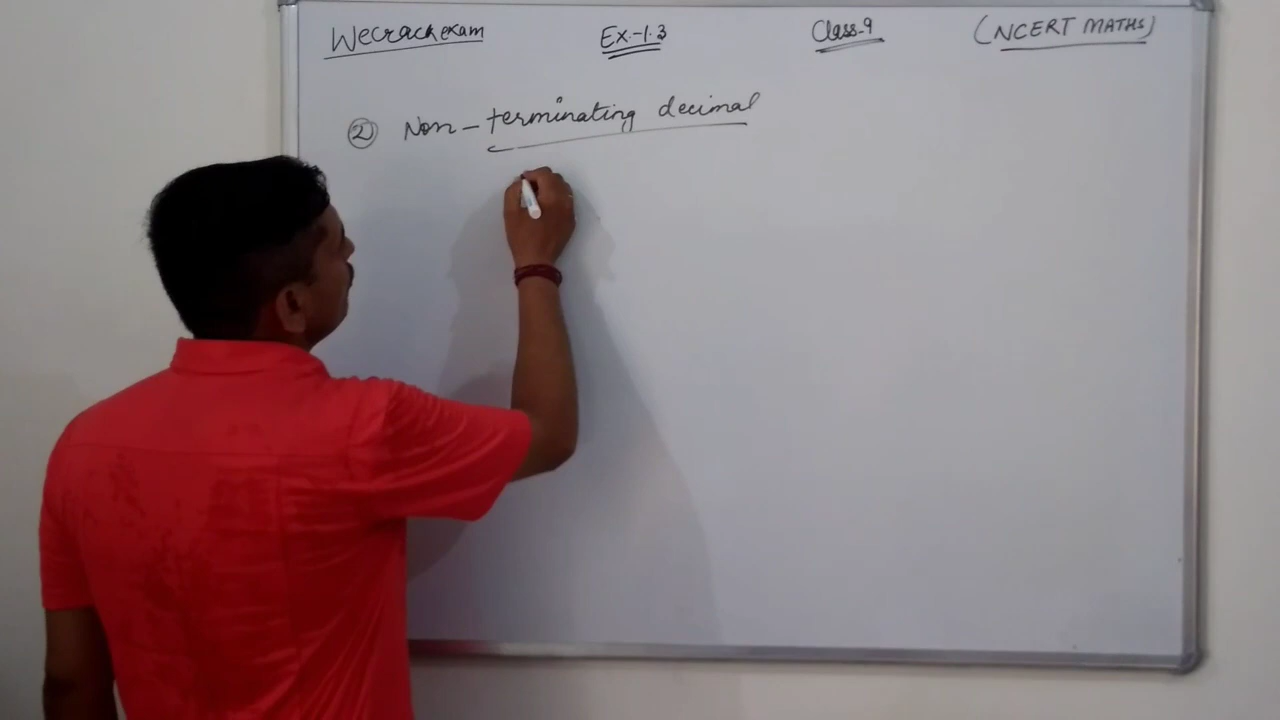 Wecrackexam Ex.-1.3 Class-9 (NCERT MATHS)
② Non-terminating decimal